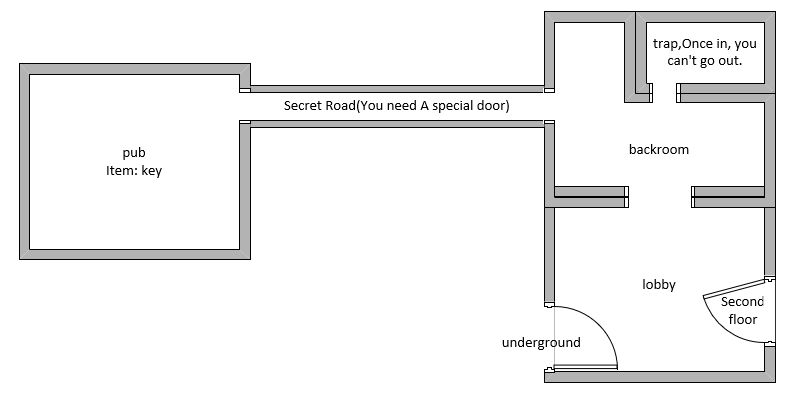 trap,Once in, you
can't go out.
Secret Road(You need A special door)
pub
Item: key
backroom
lobby
Second
floor
underground